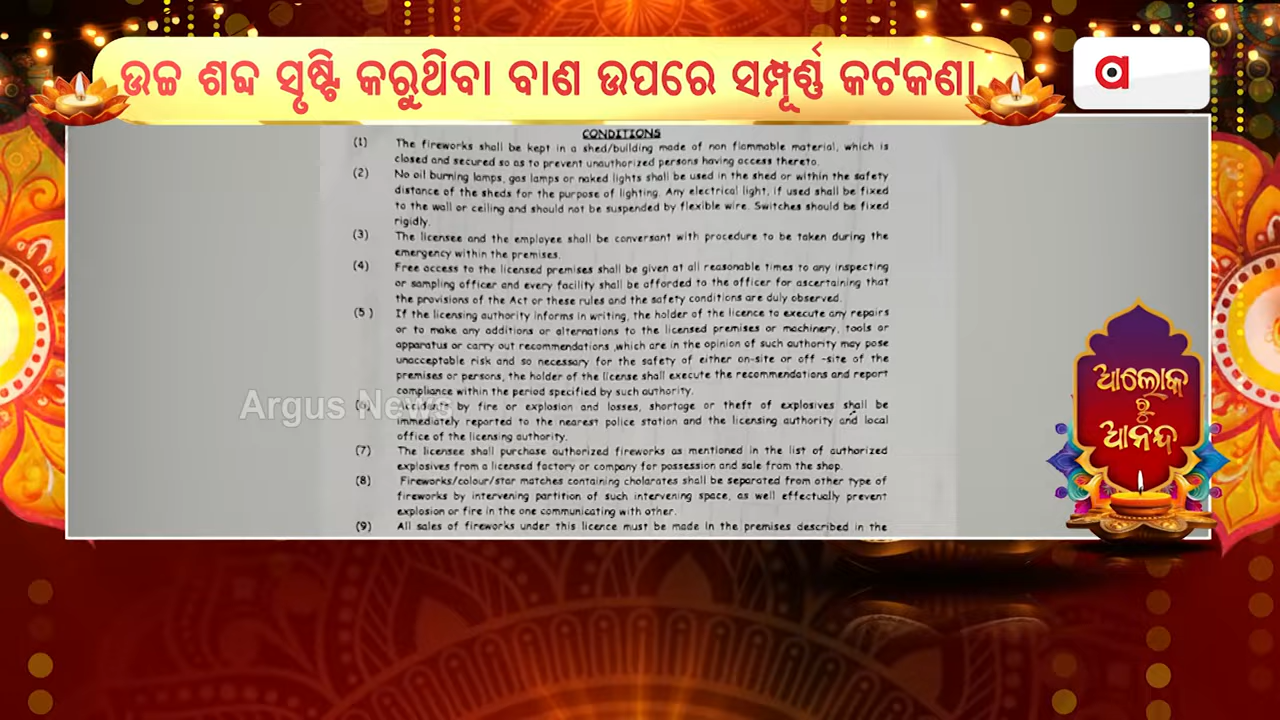 ଉଚ୍ଚ ଶବ୍ଦ ସୃଷ୍ଟି କରୁଥିବା ବାଣ ଉପରେ ସମ୍ପୂର୍ଣ୍ଣ କଟକଣା
CONDITIONS
(1) The fireworks shall be kept in a shed/building made of non flammable material, which is
closed and secured so as to prevent unauthorized persons having access thereto.
(2) No oil burning lamps, gas lamps or naked lights shall be used in the shed or within the safety
distance of the sheds for the purpose of lighting. Any electrical light, if used shall be fixed
to the wall or ceiling and should not be suspended by flexible wire. Switches should be fixed
rigidly.
(3) The licensee and the employee shall be conversant with procedure to be taken during the
emergency within the premises.
(4) Free access to the licensed premises shall be given at all reasonable times to any inspecting
or sampling officer and every facility shall be afforded to the officer for ascertaining that
the provisions of the Act or these rules and the safety conditions are duly observed.
(5 ) If the licensing authority informs in writing, the holder of the licence to execute any repairs
or to make any additions or alternations to the licensed premises or machinery, tools or
apparatus or carry out recommendations ,which are in the opinion of such authority may pose
unacceptable risk and so necessary for the safety of either on-site or off -site of the
premises or persons, the holder of the license shall execute the recommendations and report
compliance within the period specified by such authority.
by fire or explosion and losses, shortage or theft of explosives shall be
immediately reported to the nearest police station and the licensing authority and local
office of the licensing authority.
(7) The licensee shall purchase authorized fireworks as mentioned in the list of authorized
explosives from a licensed factory or company for possession and sale from the shop.
(8) Fireworks/colour/star matches containing cholarates shall be separated from other type of
fireworks by intervening partition of such intervening space, as well effectually prevent
explosion or fire in the one communicating with other.
(9) All sales of fireworks under this licence must be made in the premises described in the
Argus News
ଆଲୋକ
ରୁ
ଆନନ୍ଦ